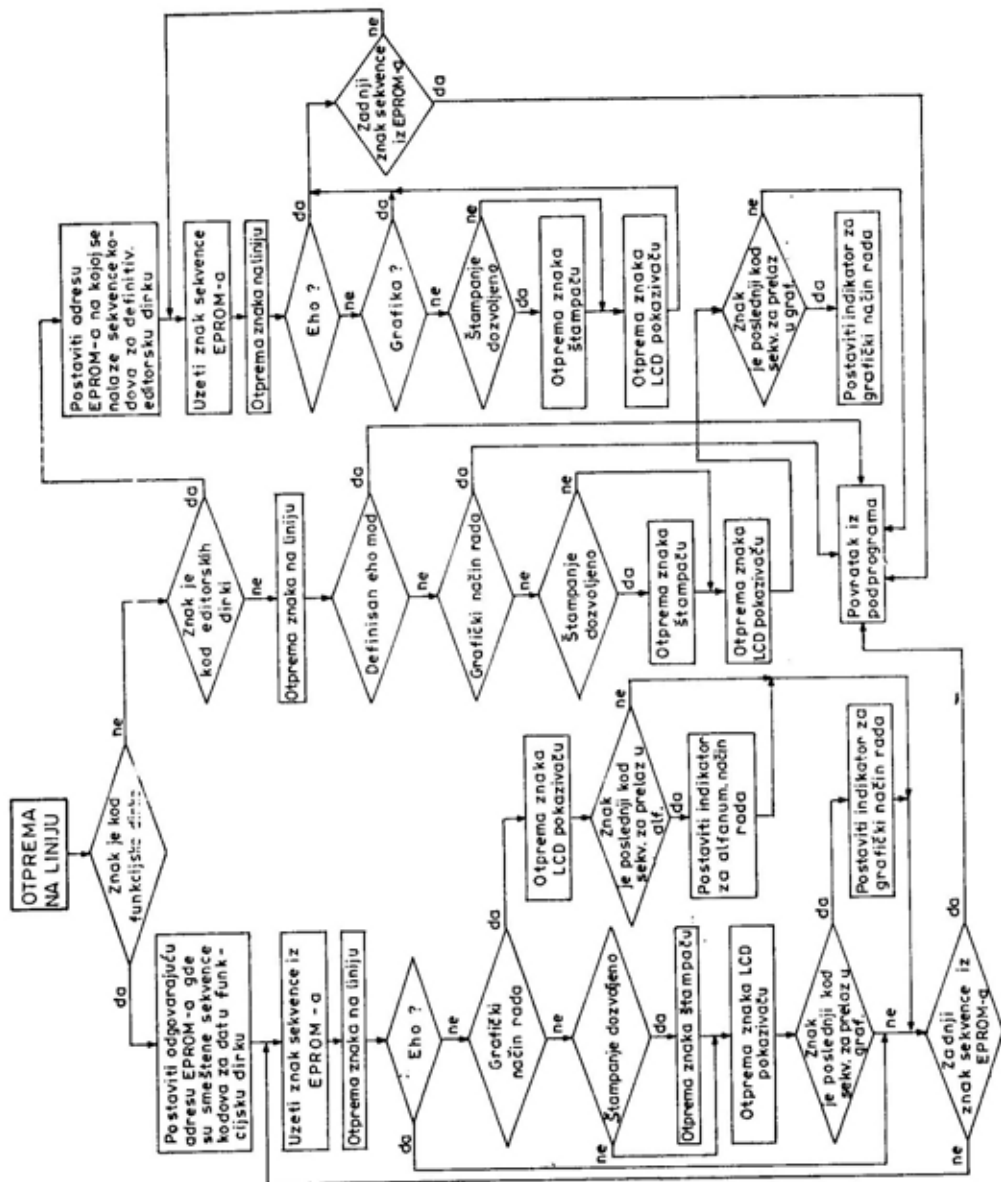 OTPREMA
NA LINIJU
Znak je kod
funkcijske
da
ne
Postaviti odgovarajuću
adresu EPROM-a gde
su smeštene sekvence
kodova za datu funk-
cijsku dirku
Uzeti znak sekvence iz
EPROM -a
Otprema znaka na liniju
Eho ?
da
ne
Grafički
način rada
da
ne
Štampanje dozvoljeno
ne
da
Otprema znaka štampaču
Otprema znaka LCD
pokazivaču
Znak
je poslednji kod
sekv. za prelaz u
graf.
da
ne
Postaviti indikator za
grafički način rada
Zadnji
znak sekvence iz
EPROM-a
ne
da
Otprema znaka
LCD pokazivaču
Znak
je poslednji kod
sekv. za prelaz u
alf.
ne
da
Postaviti indikator
za alfanum. način
rada
Znak je
kod editorskih
dirki
da
ne
Otprema znaka na liniju
Definisan eho mod
da
ne
Grafički način rada
da
ne
Štampanje
dozvoljeno
ne
da
Otprema znaka
štampaču
Otprema znaka
LCD pokazivaču
Povratak iz
podprograma
Postaviti adresu
EPROM-a na kojoj se
nalaze sekvence ko-
dova za definitiv.
editorsku dirku
Uzeti znak sekvence
EPROM-a
Otprema znaka na liniju
Eho ?
da
ne
Grafika ?
da
ne
Štampanje
dozvoljeno
ne
da
Otprema znaka
štampaču
Otprema znaka
LCD pokazivaču
Znak
je poslednji kod
sekv. za prelaz
u graf.
ne
da
Postaviti indikator za
grafički način rada
Zadnji
znak sekvence
iz EPROM-a
ne
da